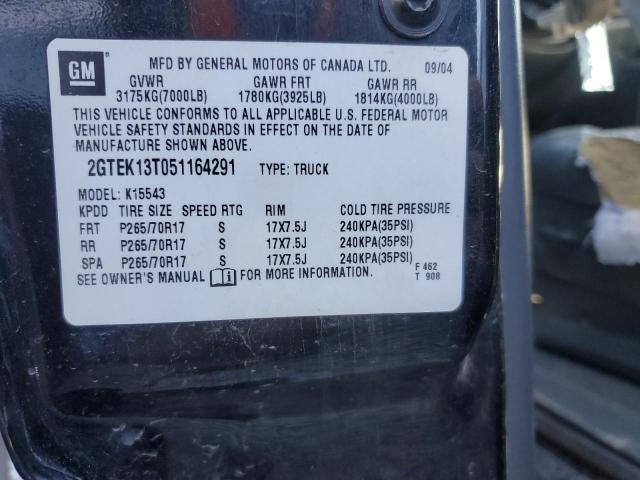 GM
MFD BY GENERAL MOTORS OF CANADA LTD. 09/04
GVWR GAWR FRT GAWR RR
3175KG(7000LB) 1780KG(3925LB) 1814KG(4000LB)
THIS VEHICLE CONFORMS TO ALL APPLICABLE U.S. FEDERAL MOTOR
VEHICLE SAFETY STANDARDS IN EFFECT ON THE DATE OF
MANUFACTURE SHOWN ABOVE.
2GTEK13T051164291 TYPE: TRUCK
MODEL: K15543
KPDD TIRE SIZE SPEED RTG RIM COLD TIRE PRESSURE
FRT P265/70R17 S 17X7.5J 240KPA(35PSI)
RR P265/70R17 S 17X7.5J 240KPA(35PSI)
SPA P265/70R17 S 17X7.5J 240KPA(35PSI)
SEE OWNER'S MANUAL FOR MORE INFORMATION. F 462
T 908